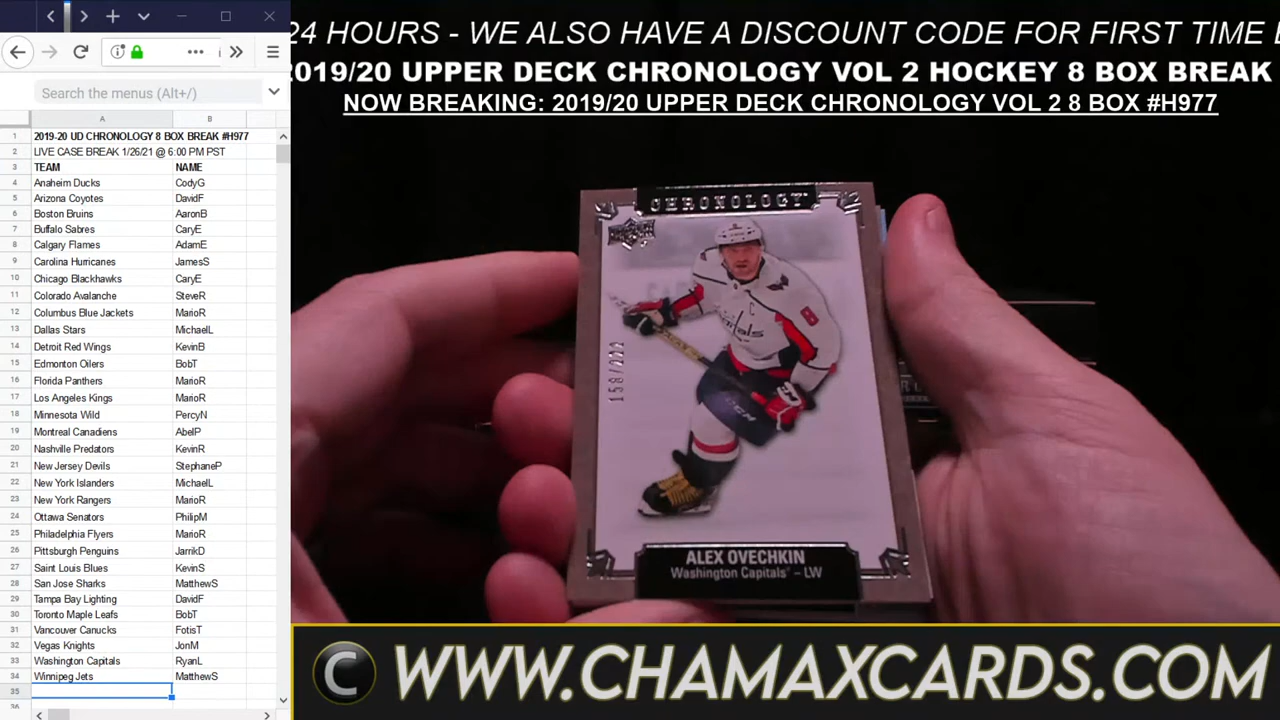 Search the menus (Alt+/)
A B
1 2019-20 UD CHRONOLOGY 8 BOX BREAK #H977
2 LIVE CASE BREAK 1/26/21 @ 6:00 PM PST
3 TEAM NAME
4 Anaheim Ducks CodyG
5 Arizona Coyotes DavidF
6 Boston Bruins AaronB
7 Buffalo Sabres CaryE
8 Calgary Flames AdamE
9 Carolina Hurricanes JamesS
10 Chicago Blackhawks CaryE
11 Colorado Avalanche SteveR
12 Columbus Blue Jackets MarioR
13 Dallas Stars MichaelL
14 Detroit Red Wings KevinB
15 Edmonton Oilers BobT
16 Florida Panthers MarioR
17 Los Angeles Kings MarioR
18 Minnesota Wild PercyN
19 Montreal Canadiens AbelP
20 Nashville Predators KevinR
21 New Jersey Devils StephaneP
22 New York Islanders MichaelL
23 New York Rangers MarioR
24 Ottawa Senators PhilipM
25 Philadelphia Flyers MarioR
26 Pittsburgh Penguins JarrikD
27 Saint Louis Blues KevinS
28 San Jose Sharks MatthewS
29 Tampa Bay Lighting DavidF
30 Toronto Maple Leafs BobT
31 Vancouver Canucks FotisT
32 Vegas Knights JonM
33 Washington Capitals RyanL
34 Winnipeg Jets MatthewS
35
24 HOURS - WE ALSO HAVE A DISCOUNT CODE FOR FIRST TIME
2019/20 UPPER DECK CHRONOLOGY VOL 2 HOCKEY 8 BOX BREAK
NOW BREAKING: 2019/20 UPPER DECK CHRONOLOGY VOL 2 8 BOX #H977
CHRONOLOGY
C
8
CCM
ALEX OVECHKIN
Washington Capitals® – LW
C WWW.CHAMAXCARDS.COM